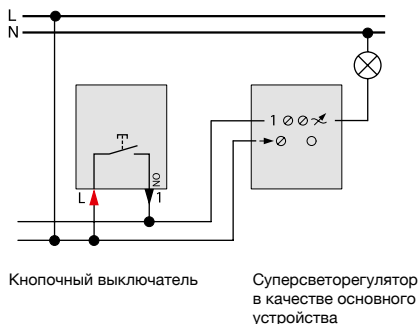 L
N
1
L
NO
1
Кнопочный выключатель
Суперсветорегулятор
в качестве основного
устройства